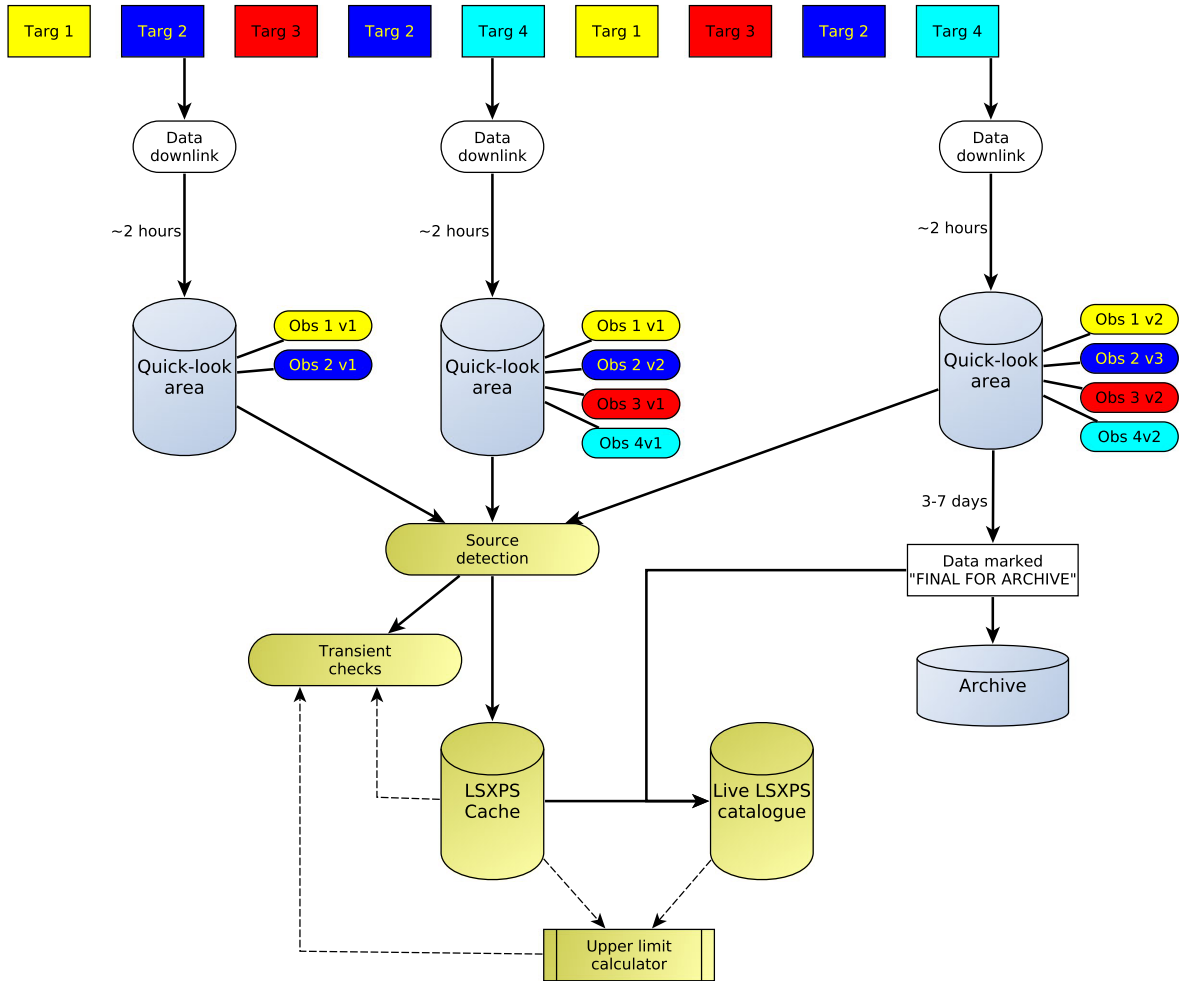 Targ 1
Targ 2
Targ 3
Targ 2
Targ 4
Targ 1
Targ 3
Targ 2
Targ 4
Data
downlink
Data
downlink
Data
downlink
~2 hours
~2 hours
~2 hours
Quick-look
area
Obs 1 v1
Obs 2 v1
Quick-look
area
Obs 1 v1
Obs 2 v2
Obs 3 v1
Obs 4v1
Quick-look
area
Obs 1 v2
Obs 2 v3
Obs 3 v2
Obs 4v2
3-7 days
Source
detection
Data marked
"FINAL FOR ARCHIVE"
Transient
checks
Archive
LSXPS
Cache
Live LSXPS
catalogue
Upper limit
calculator